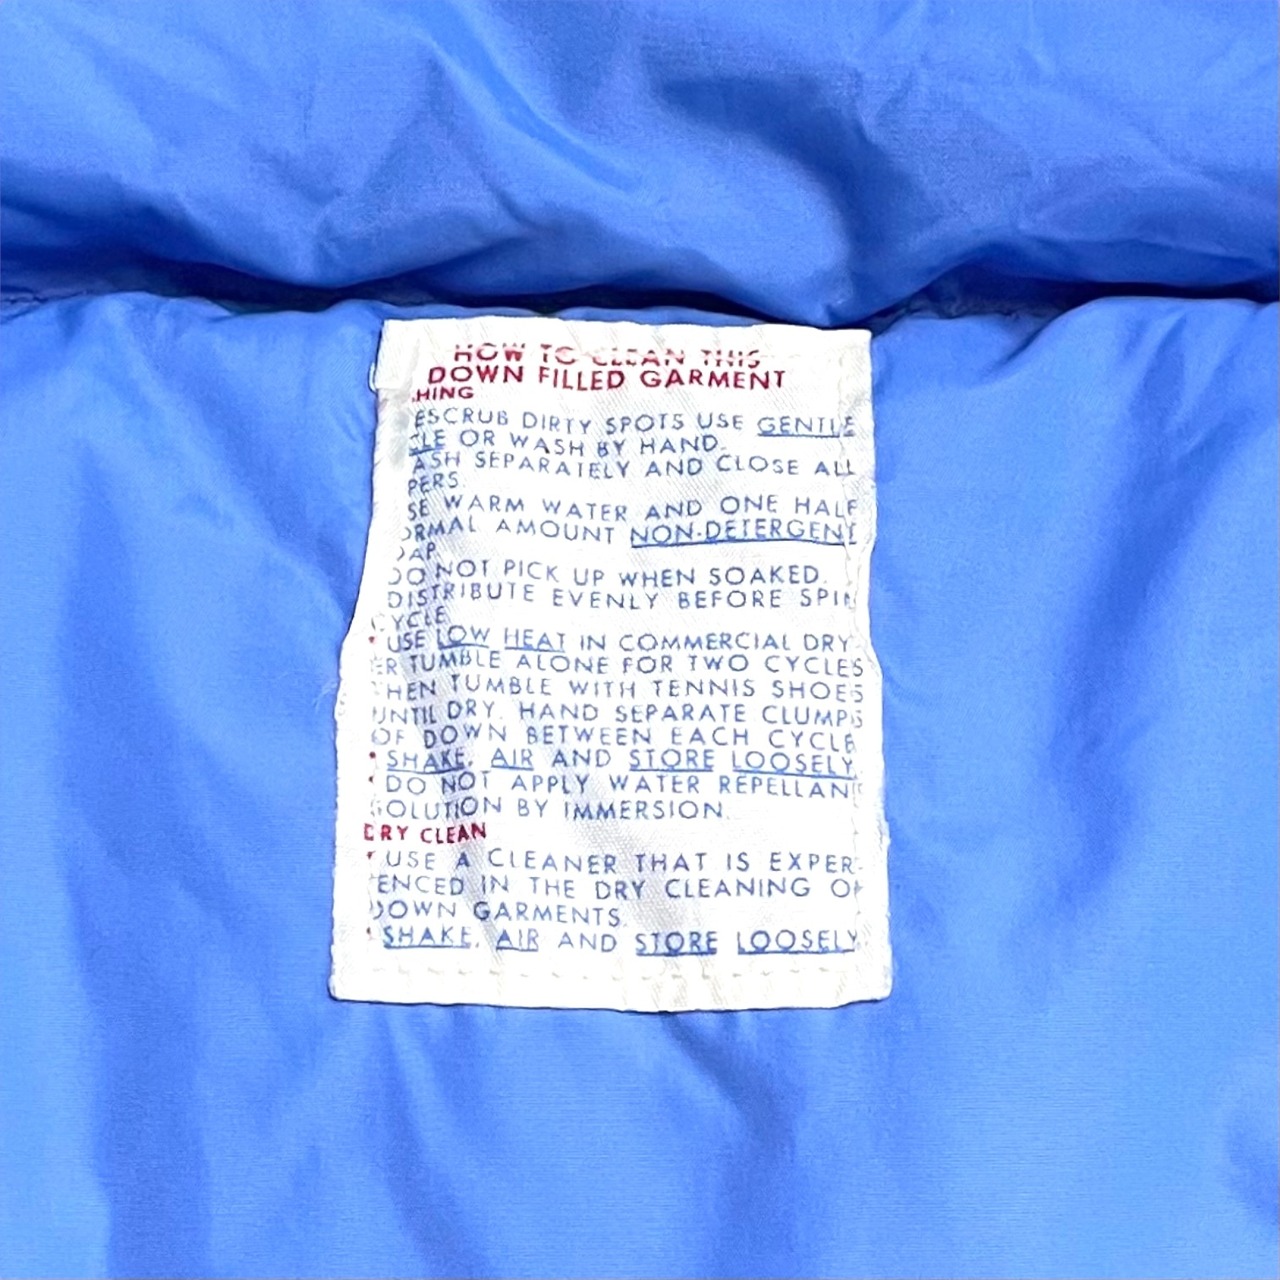 HOW TO CLEAN THIS
DOWN FILLED GARMENT
HING
ESCRUB DIRTY SPOTS USE GENTLE
CLE OR WASH BY HAND.
ASH SEPARATELY AND CLOSE ALL
PERS.
SE WARM WATER AND ONE HALF
ORMAL AMOUNT NON-DETERGENT
OAP.
DO NOT PICK UP WHEN SOAKED.
DISTRIBUTE EVENLY BEFORE SPIN
CYCLE.
* USE LOW HEAT IN COMMERCIAL DRY-
ER TUMBLE ALONE FOR TWO CYCLES
THEN TUMBLE WITH TENNIS SHOES
UNTIL DRY. HAND SEPARATE CLUMPS
OF DOWN BETWEEN EACH CYCLE
* SHAKE, AIR AND STORE LOOSELY.
* DO NOT APPLY WATER REPELLANT
SOLUTION BY IMMERSION.
DRY CLEAN
* USE A CLEANER THAT IS EXPER-
IENCED IN THE DRY CLEANING OF
DOWN GARMENTS.
* SHAKE, AIR AND STORE LOOSELY.